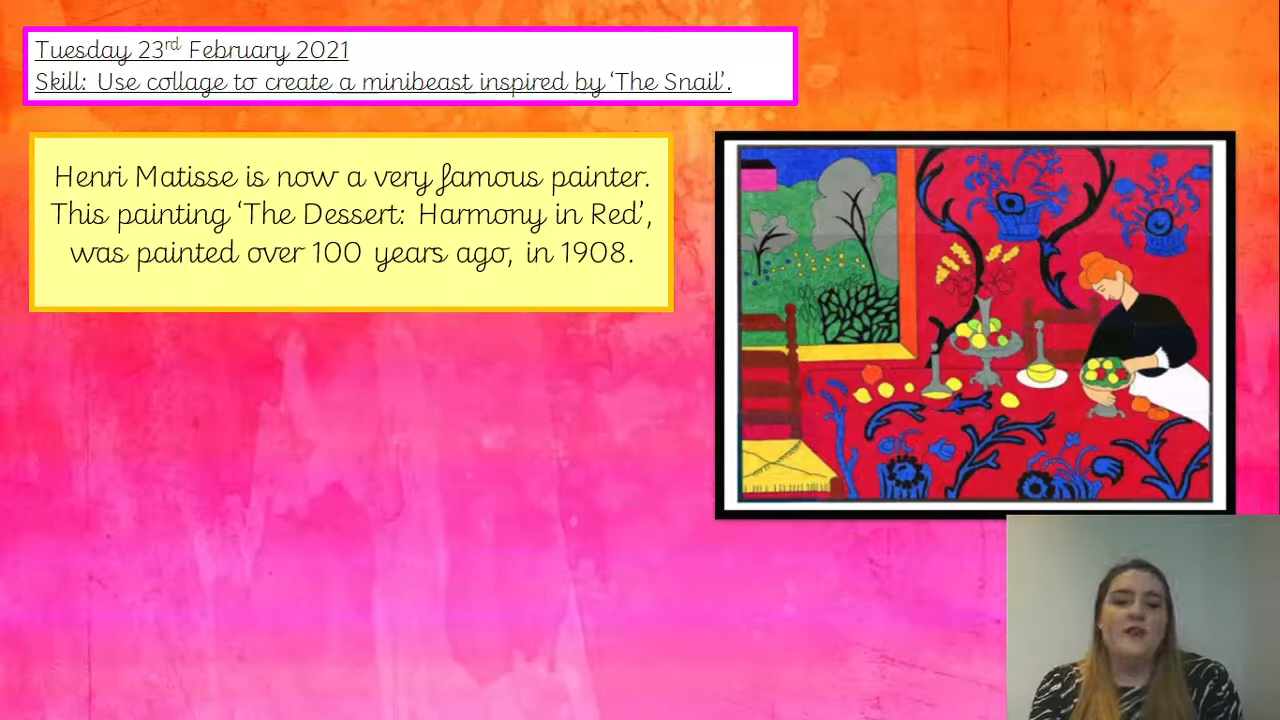 Tuesday 23rd February 2021
Skill: Use collage to create a minibeast inspired by ‘The Snail’.
Henri Matisse is now a very famous painter.
This painting ‘The Dessert: Harmony in Red’,
was painted over 100 years ago, in 1908.